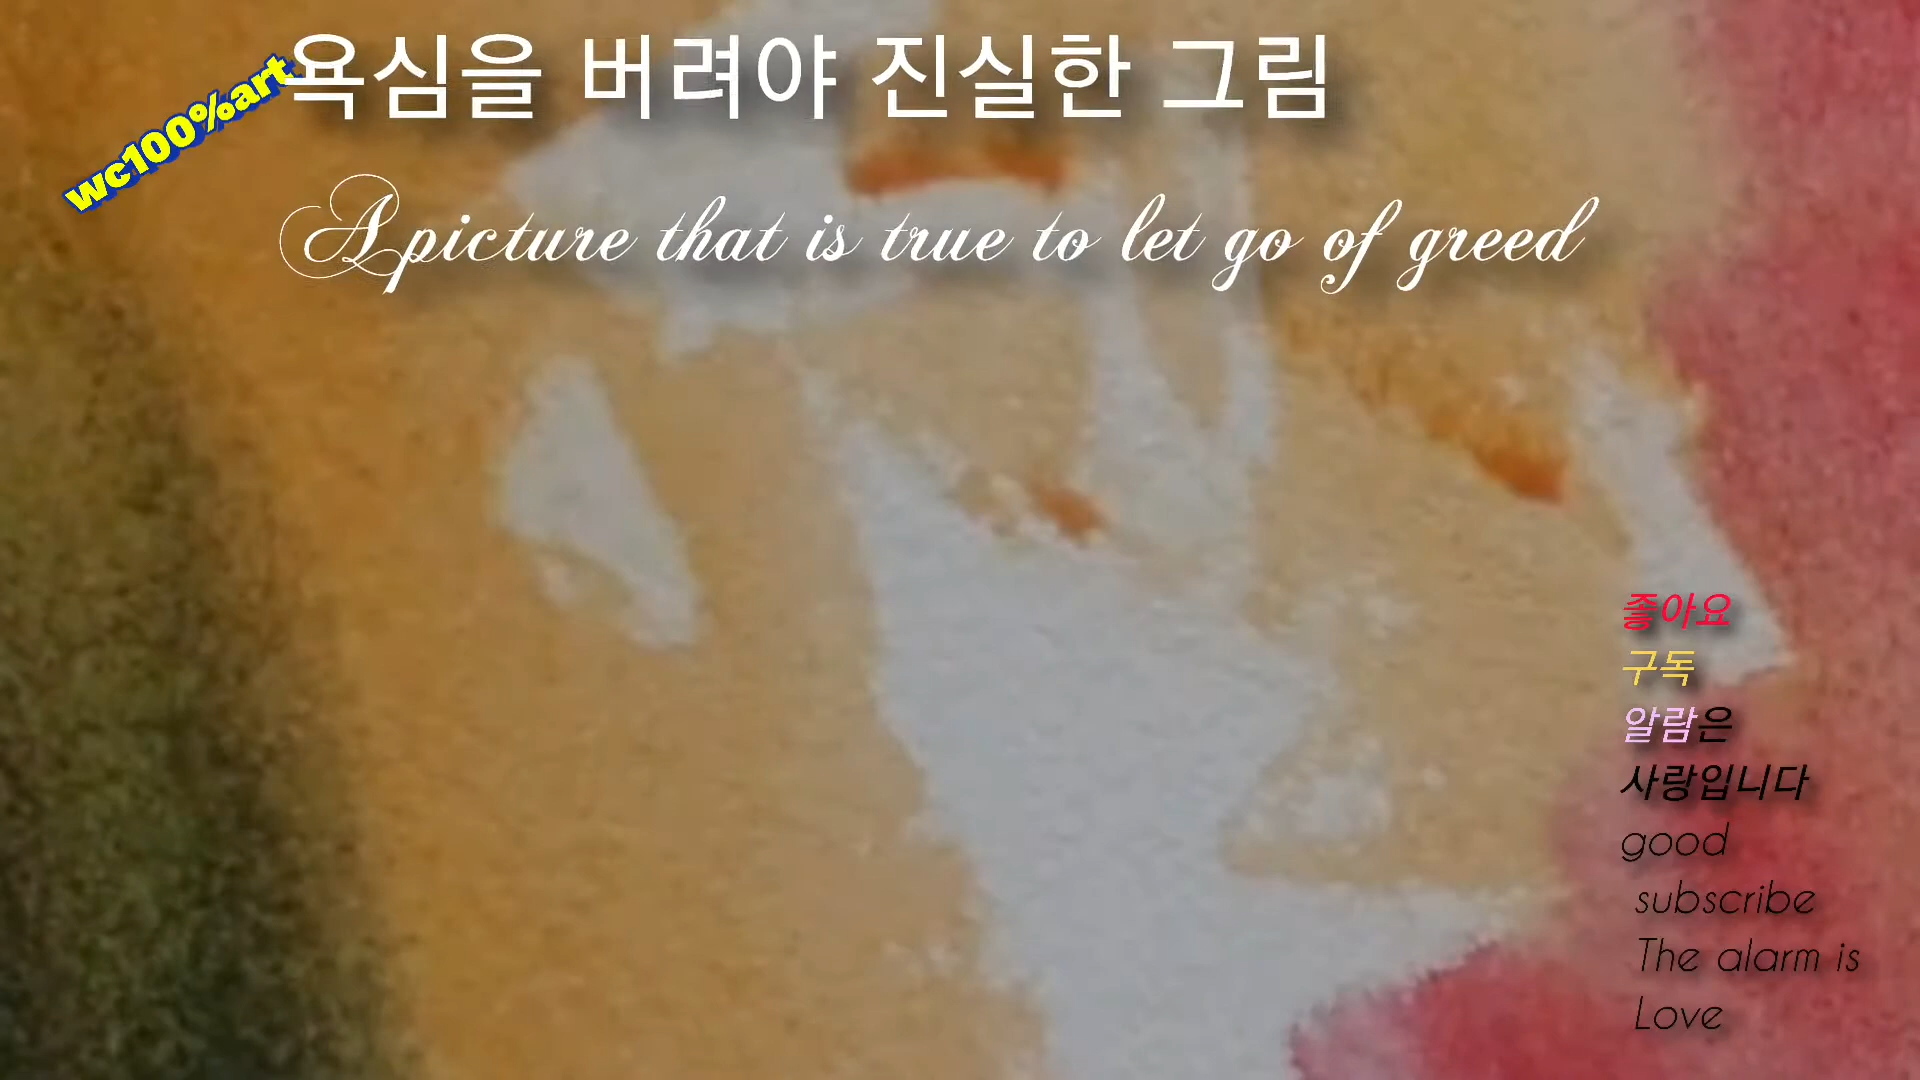 wc100%art
욕심을 버려야 진실한 그림
A picture that is true to let go of greed
좋아요
구독
알람은
사랑입니다
good
subscribe
The alarm is
Love